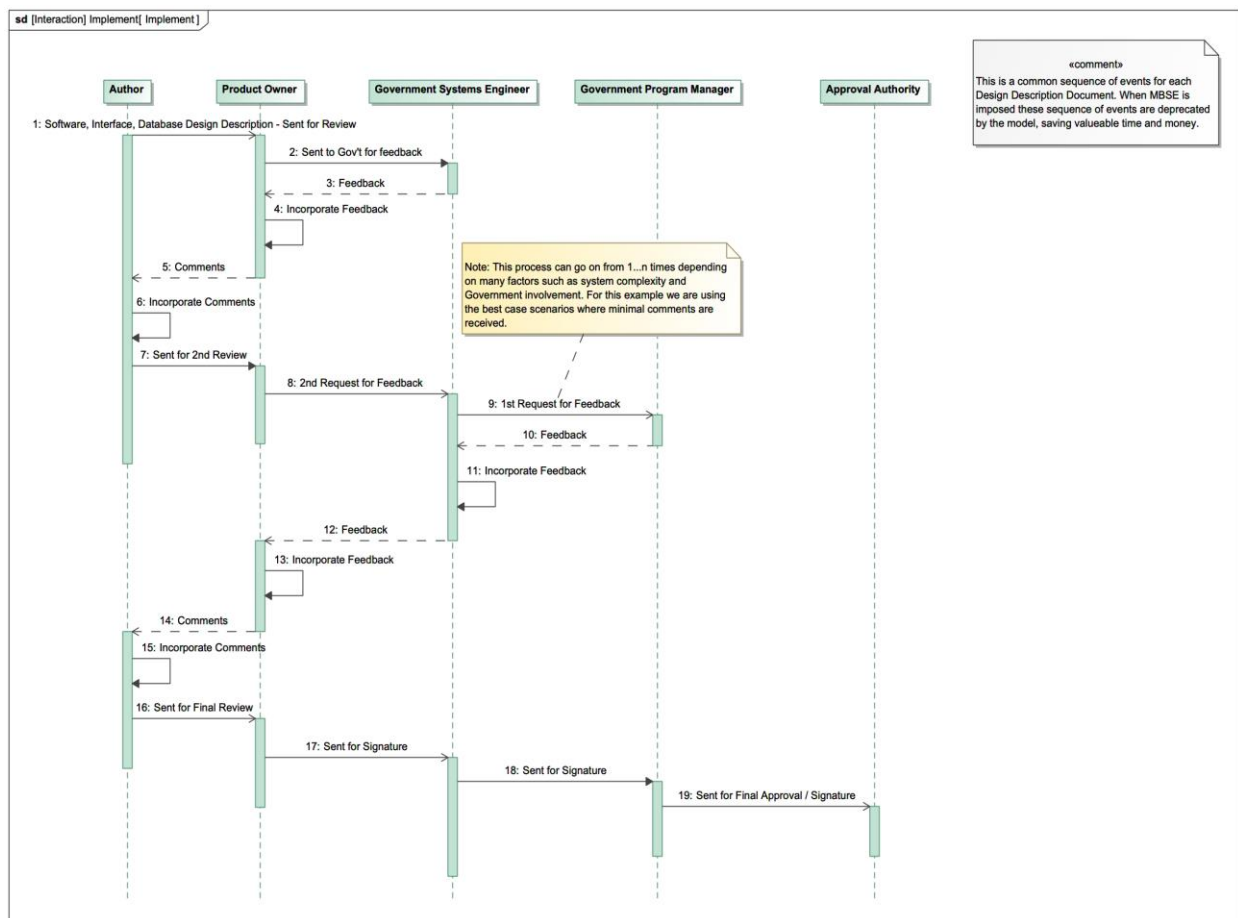 sd [Interaction] Implement[ Implement ]
«comment»
This is a common sequence of events for each
Design Description Document. When MBSE is
imposed these sequence of events are deprecated
by the model, saving valueable time and money.
Author
Product Owner
Government Systems Engineer
Government Program Manager
Approval Authority
1: Software, Interface, Database Design Description - Sent for Review
2: Sent to Gov't for feedback
3: Feedback
4: Incorporate Feedback
5: Comments
Note: This process can go on from 1...n times depending
on many factors such as system complexity and
Government involvement. For this example we are using
the best case scenarios where minimal comments are
received.
6: Incorporate Comments
7: Sent for 2nd Review
8: 2nd Request for Feedback
9: 1st Request for Feedback
10: Feedback
11: Incorporate Feedback
12: Feedback
13: Incorporate Feedback
14: Comments
15: Incorporate Comments
16: Sent for Final Review
17: Sent for Signature
18: Sent for Signature
19: Sent for Final Approval / Signature